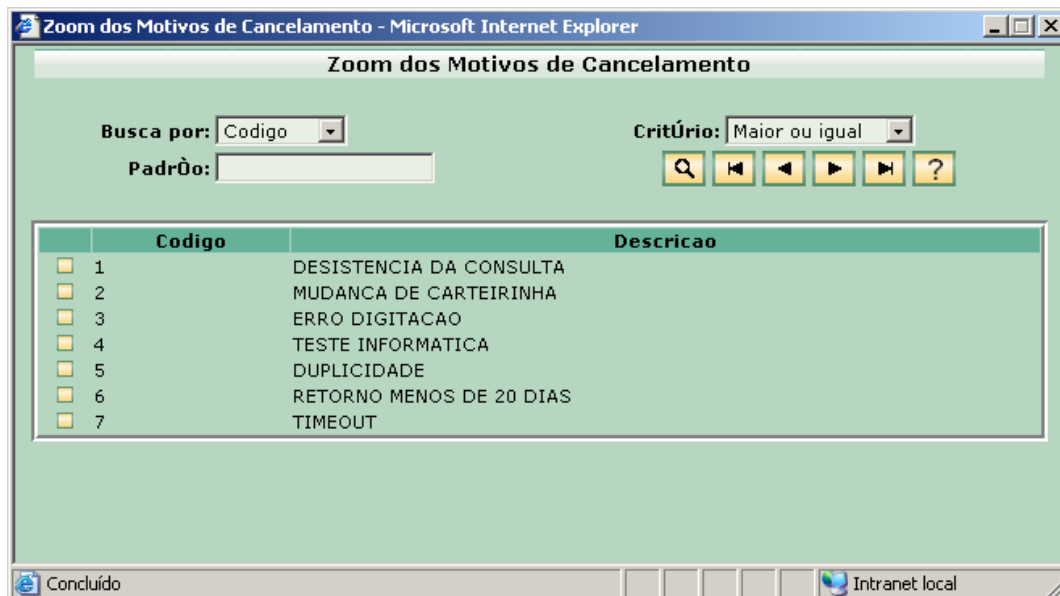 Zoom dos Motivos de Cancelamento - Microsoft Internet Explorer
Zoom dos Motivos de Cancelamento
Busca por: Codigo CritÚrio: Maior ou igual
PadrÒo: ?
Codigo Descricao
1 DESISTENCIA DA CONSULTA
2 MUDANCA DE CARTEIRINHA
3 ERRO DIGITACAO
4 TESTE INFORMATICA
5 DUPLICIDADE
6 RETORNO MENOS DE 20 DIAS
7 TIMEOUT
Concluído Intranet local